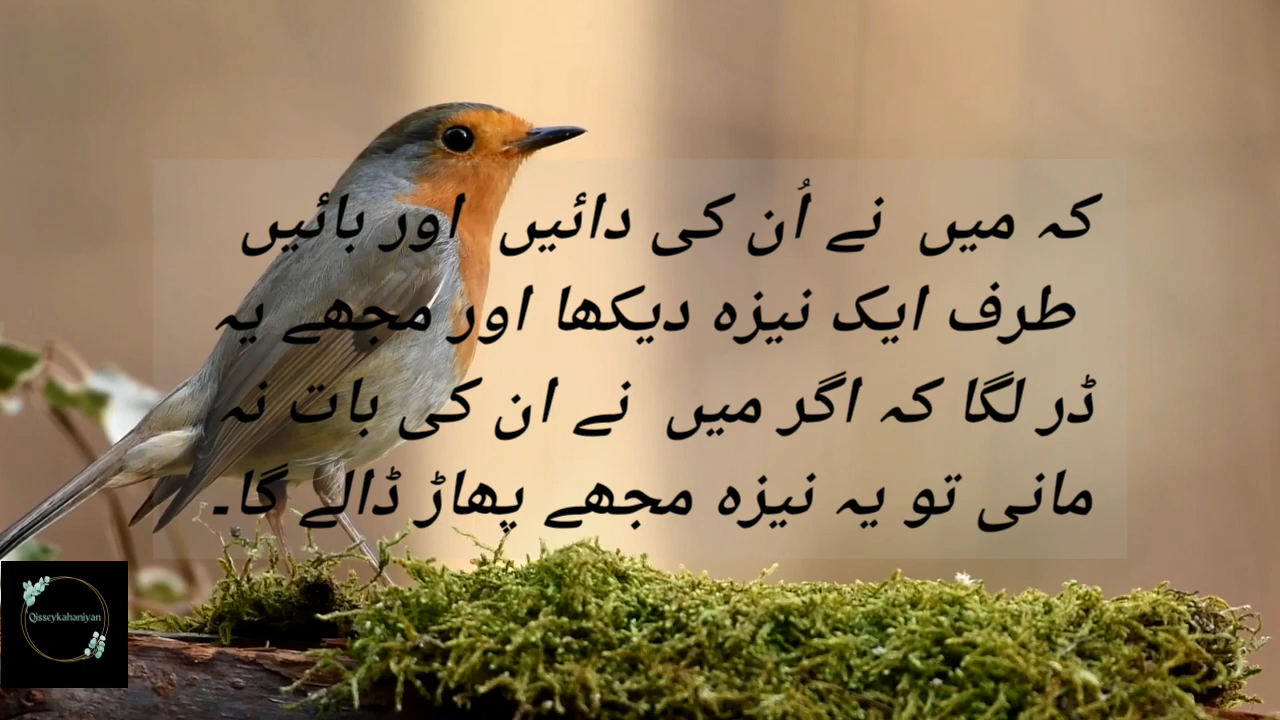 کہ میں نے اُن کی دائیں اور بائیں
طرف ایک نیزہ دیکھا اور مجھے یہ
ڈر لگا کہ اگر میں نے ان کی بات نہ
مانی تو یہ نیزہ مجھے پھاڑ ڈالے گا۔
Qisseykahaniyan